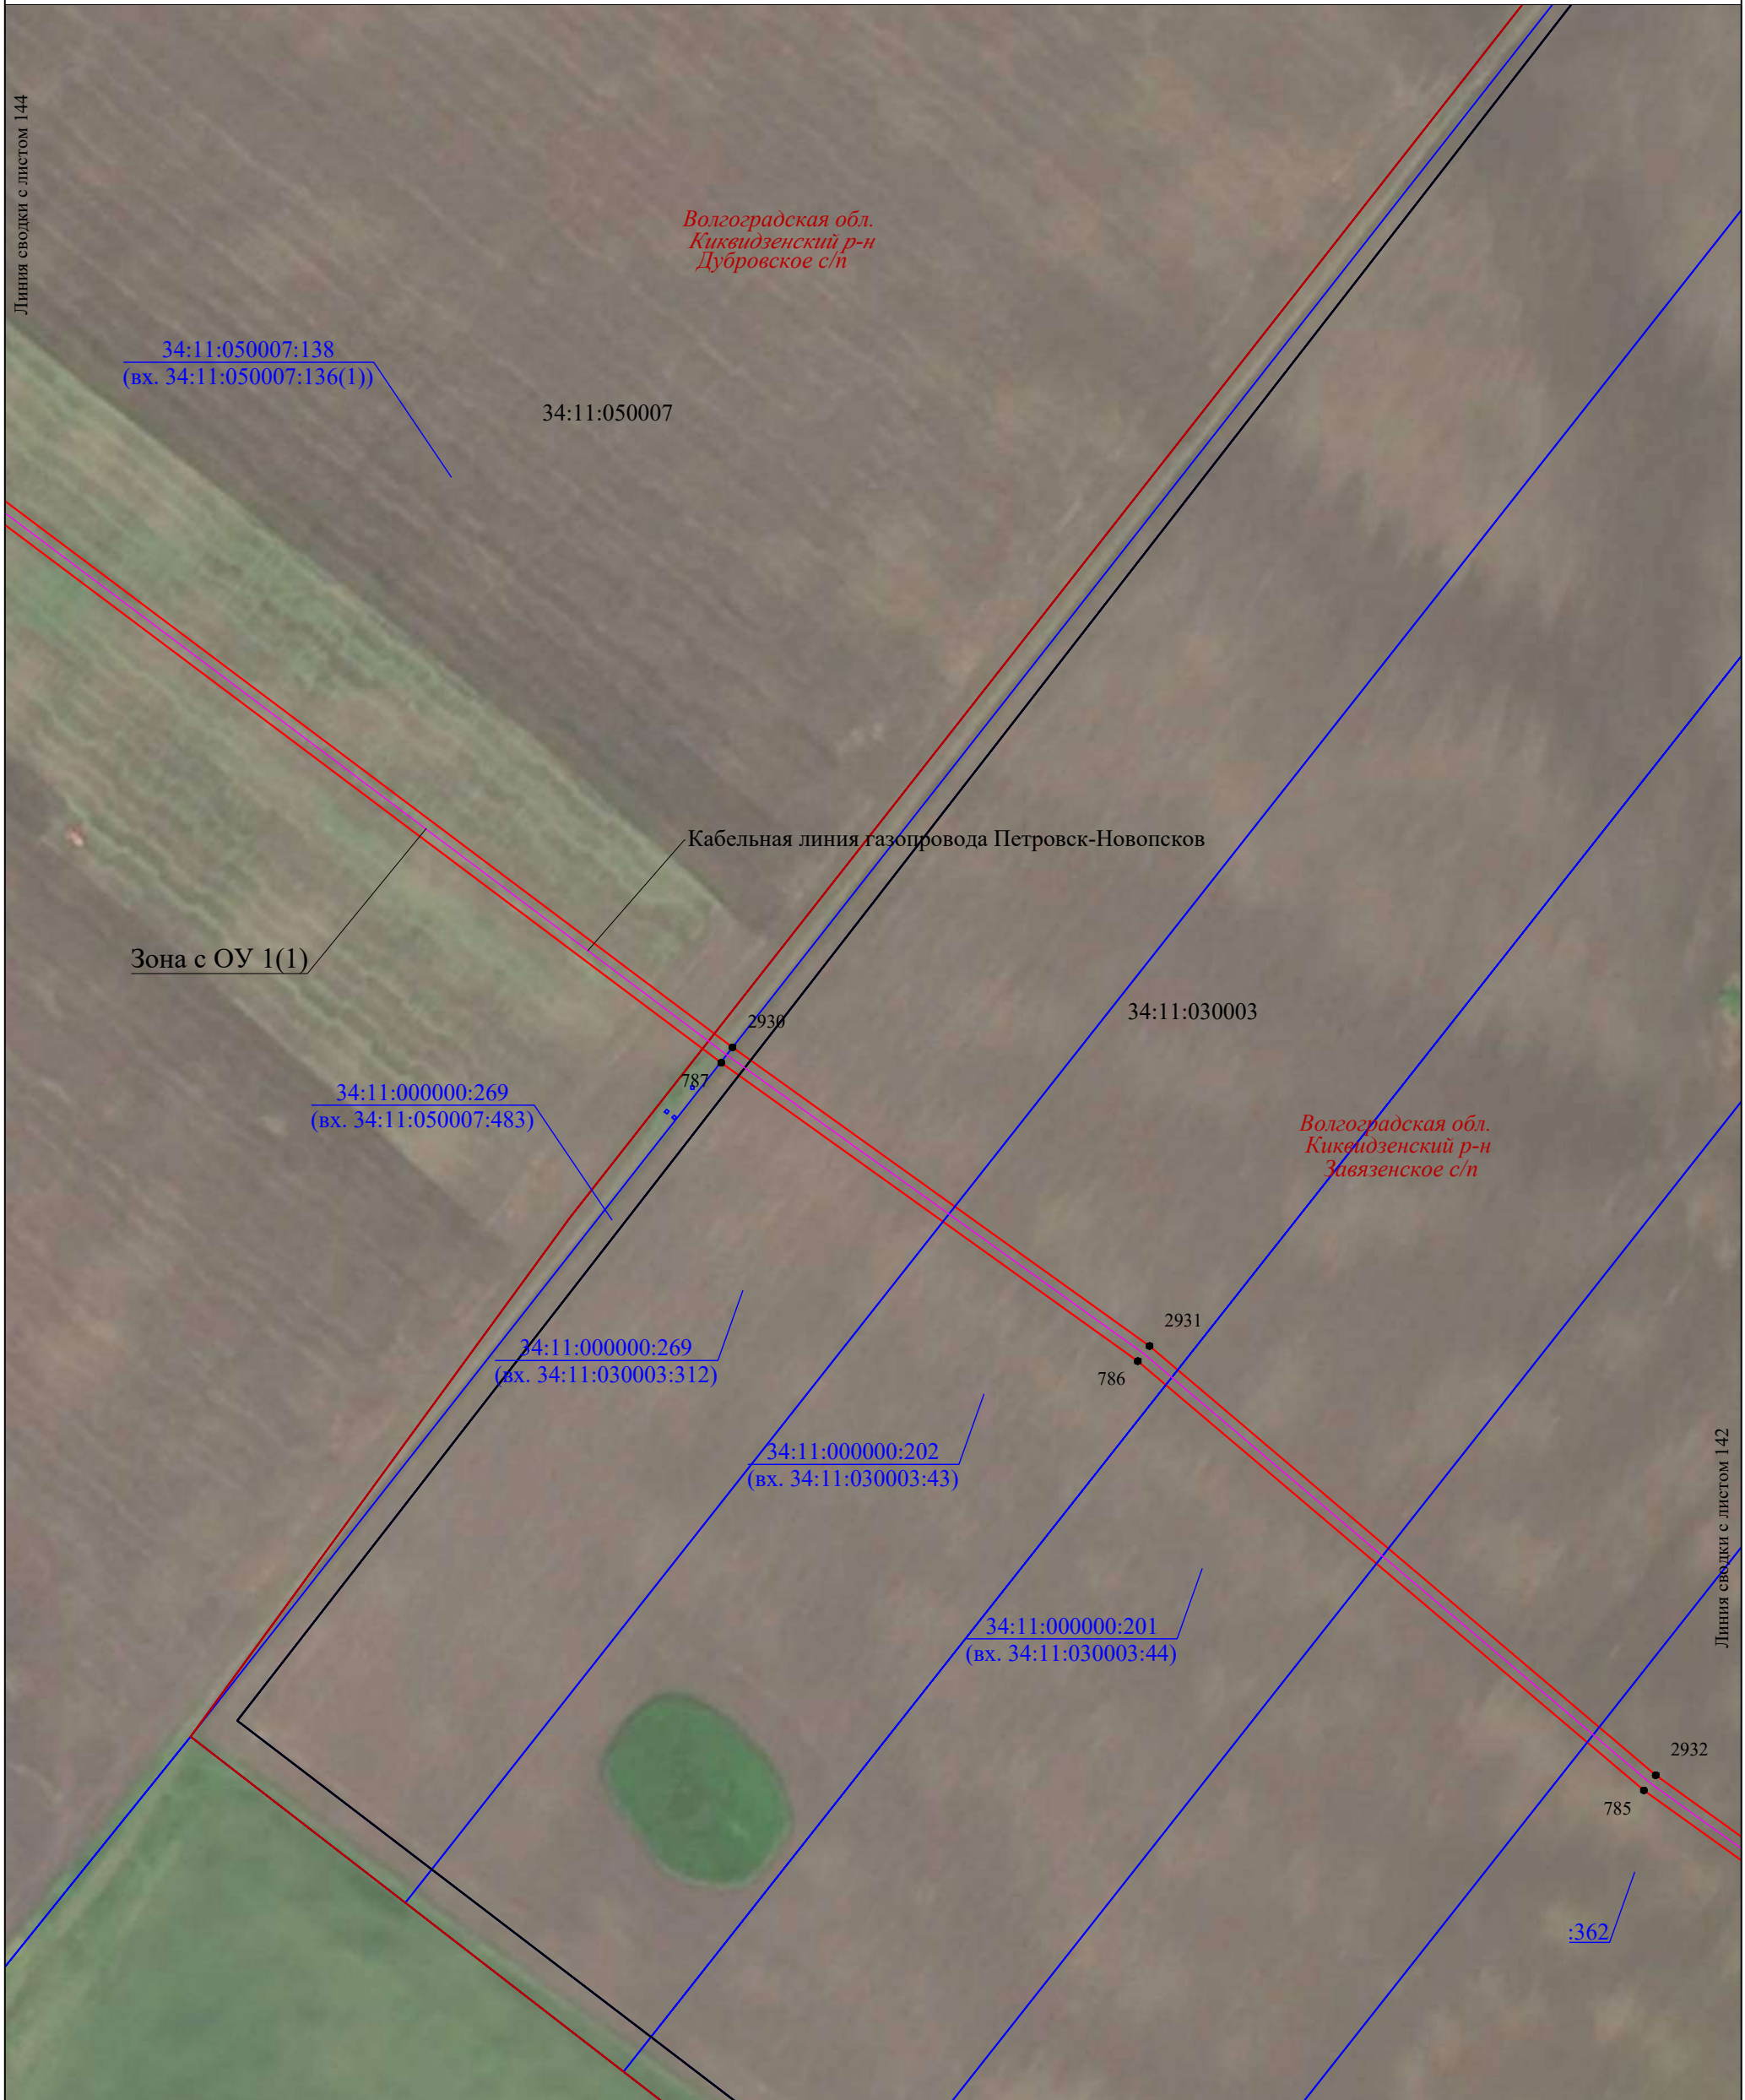 Линия сводки с листом 144
Волгоградская обл.
Киквидзенский р-н
Дубровское с/п
34:11:050007:138
(вх. 34:11:050007:136(1))
34:11:050007
Кабельная линия газопровода Петровск-Новопсков
Зона с ОУ 1(1)
34:11:030003
2930
787
34:11:000000:269
(вх. 34:11:050007:483)
Волгоградская обл.
Киквидзенский р-н
Завязенское с/п
2931
786
34:11:000000:269
(вх. 34:11:030003:312)
34:11:000000:202
(вх. 34:11:030003:43)
Линия сводки с листом 142
34:11:000000:201
(вх. 34:11:030003:44)
2932
785
:362